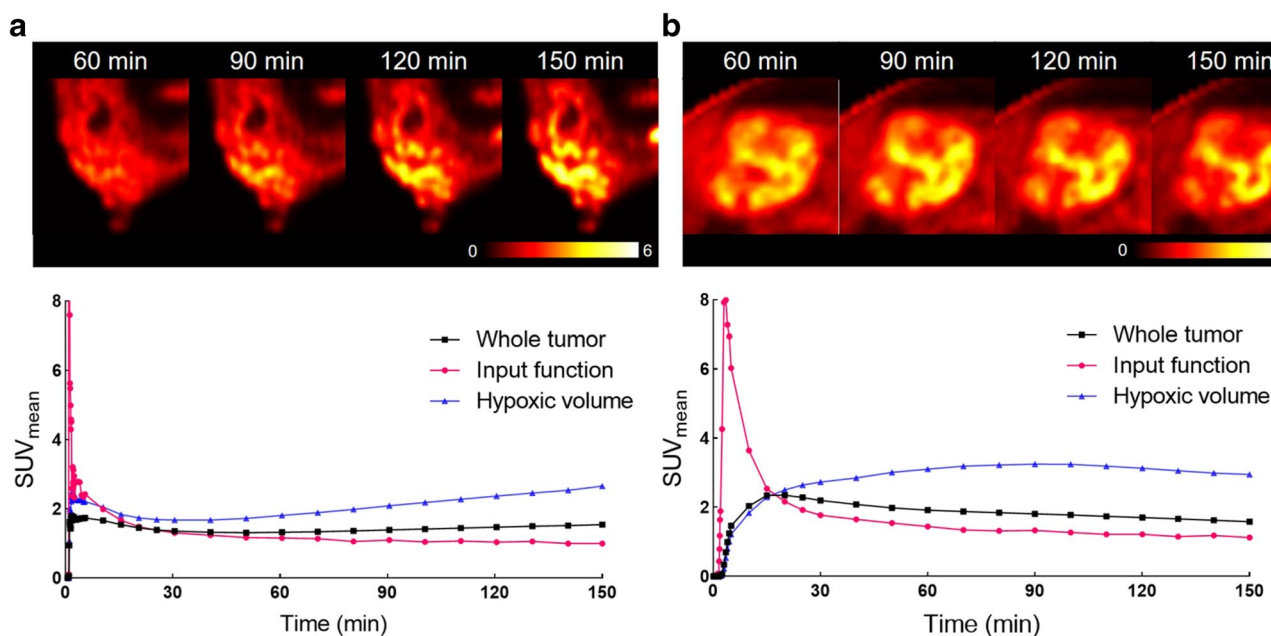 a
60 min 90 min 120 min 150 min
0 6
8
6
4
2
0
SUVmean
Whole tumor
Input function
Hypoxic volume
0 30 60 90 120 150
Time (min)
b
60 min 90 min 120 min 150 min
0
8
6
4
2
0
SUVmean
Whole tumor
Input function
Hypoxic volume
0 30 60 90 120 150
Time (min)